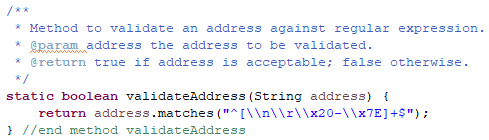 /**
 * Method to validate an address against regular expression.
 * @param address the address to be validated.
 * @return true if address is acceptable; false otherwise.
 */
static boolean validateAddress(String address) {
    return address.matches("^[\\n\\r\\x20-\\x7E]+$");
} //end method validateAddress